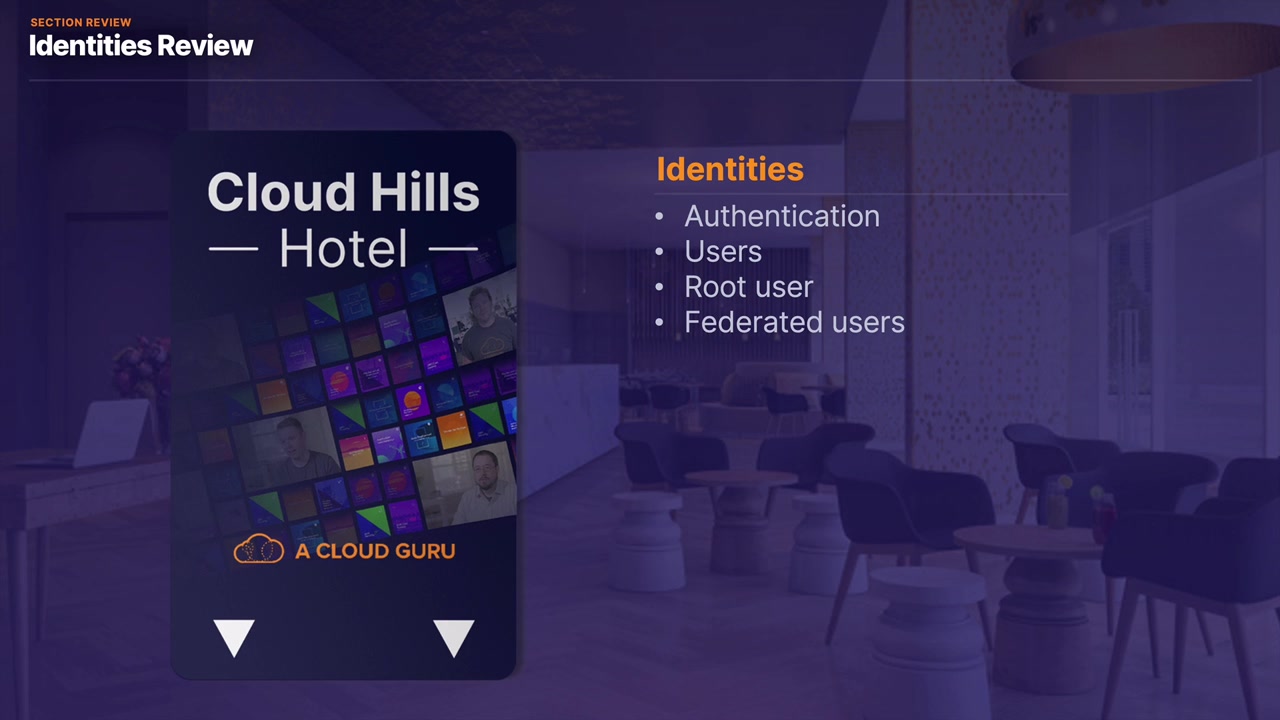 SECTION REVIEW
Identities Review
Cloud Hills
Hotel
A CLOUD GURU
Identities
• Authentication
• Users
• Root user
• Federated users